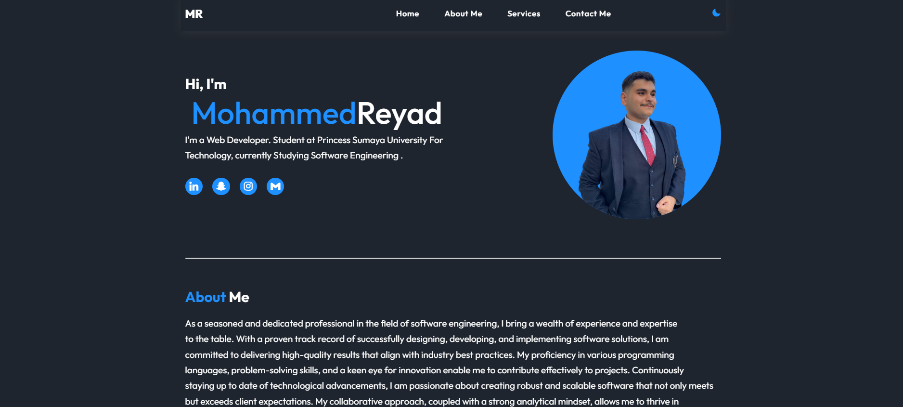 MR
Home About Me Services Contact Me
Hi, I'm
MohammedReyad
I'm a Web Developer. Student at Princess Sumaya University For
Technology, currently Studying Software Engineering .
in
About Me
As a seasoned and dedicated professional in the field of software engineering, I bring a wealth of experience and expertise
to the table. With a proven track record of successfully designing, developing, and implementing software solutions, I am
committed to delivering high-quality results that align with industry best practices. My proficiency in various programming
languages, problem-solving skills, and a keen eye for innovation enable me to contribute effectively to projects. Continuously
staying up to date of technological advancements, I am passionate about creating robust and scalable software that not only meets
but exceeds client expectations. My collaborative approach, coupled with a strong analytical mindset, allows me to thrive in